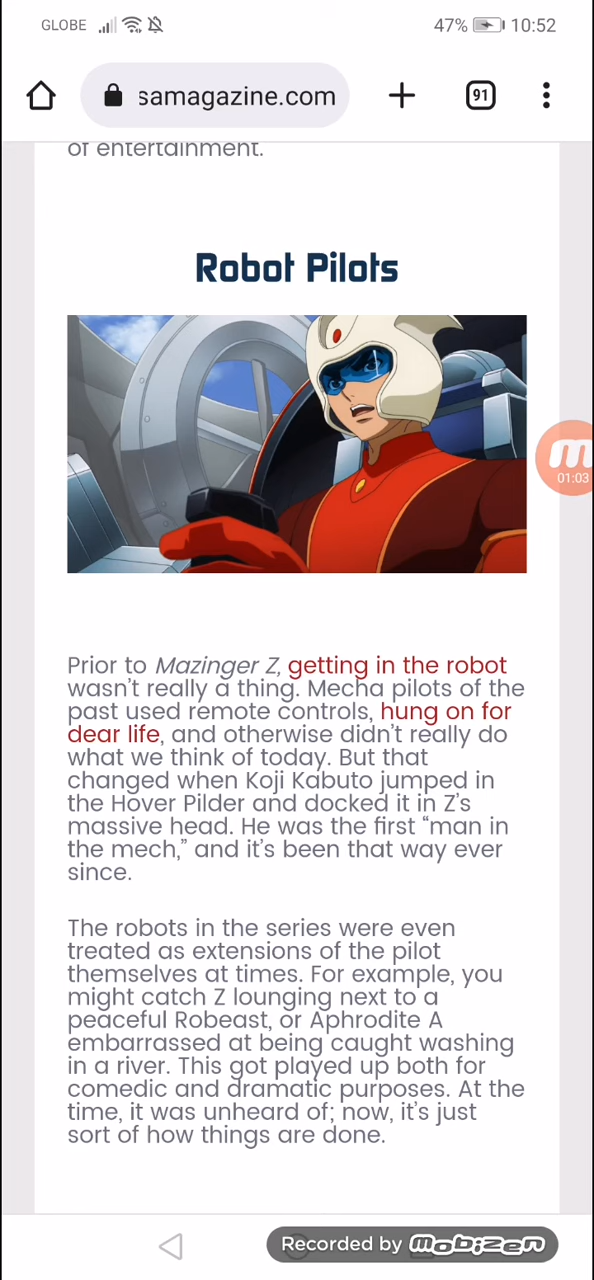 GLOBE
47% 10:52
samagazine.com
91
of entertainment.
Robot Pilots
01:03
Prior to Mazinger Z, getting in the robot
wasn't really a thing. Mecha pilots of the
past used remote controls, hung on for
dear life, and otherwise didn't really do
what we think of today. But that
changed when Koji Kabuto jumped in
the Hover Pilder and docked it in Z's
massive head. He was the first “man in
the mech,” and it's been that way ever
since.
The robots in the series were even
treated as extensions of the pilot
themselves at times. For example, you
might catch Z lounging next to a
peaceful Robeast, or Aphrodite A
embarrassed at being caught washing
in a river. This got played up both for
comedic and dramatic purposes. At the
time, it was unheard of; now, it's just
sort of how things are done.
Recorded by mobizen